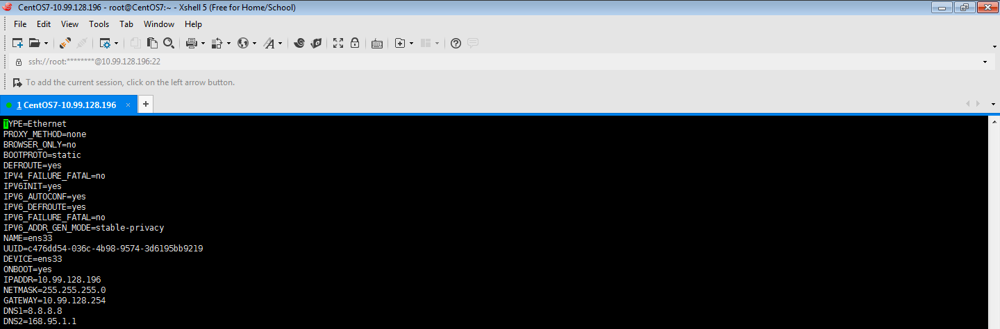 CentOS7-10.99.128.196 - root@CentOS7:~ - Xshell 5 (Free for Home/School)
File Edit View Tools Tab Window Help
ssh://root:********@10.99.128.196:22
To add the current session, click on the left arrow button.
1 CentOS7-10.99.128.196
TYPE=Ethernet
PROXY_METHOD=none
BROWSER_ONLY=no
BOOTPROTO=static
DEFROUTE=yes
IPV4_FAILURE_FATAL=no
IPV6INIT=yes
IPV6_AUTOCONF=yes
IPV6_DEFROUTE=yes
IPV6_FAILURE_FATAL=no
IPV6_ADDR_GEN_MODE=stable-privacy
NAME=ens33
UUID=c476dd54-036c-4b98-9574-3d6195bb9219
DEVICE=ens33
ONBOOT=yes
IPADDR=10.99.128.196
NETMASK=255.255.255.0
GATEWAY=10.99.128.254
DNS1=8.8.8.8
DNS2=168.95.1.1